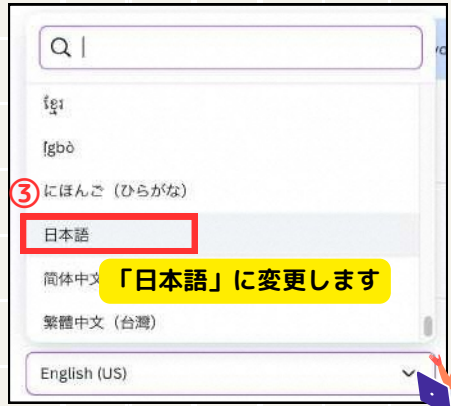 ខ្មែរ
Ịgbò
③にほんご（ひらがな）
日本語
简体中文
「日本語」に変更します
繁體中文（台灣）
English (US)